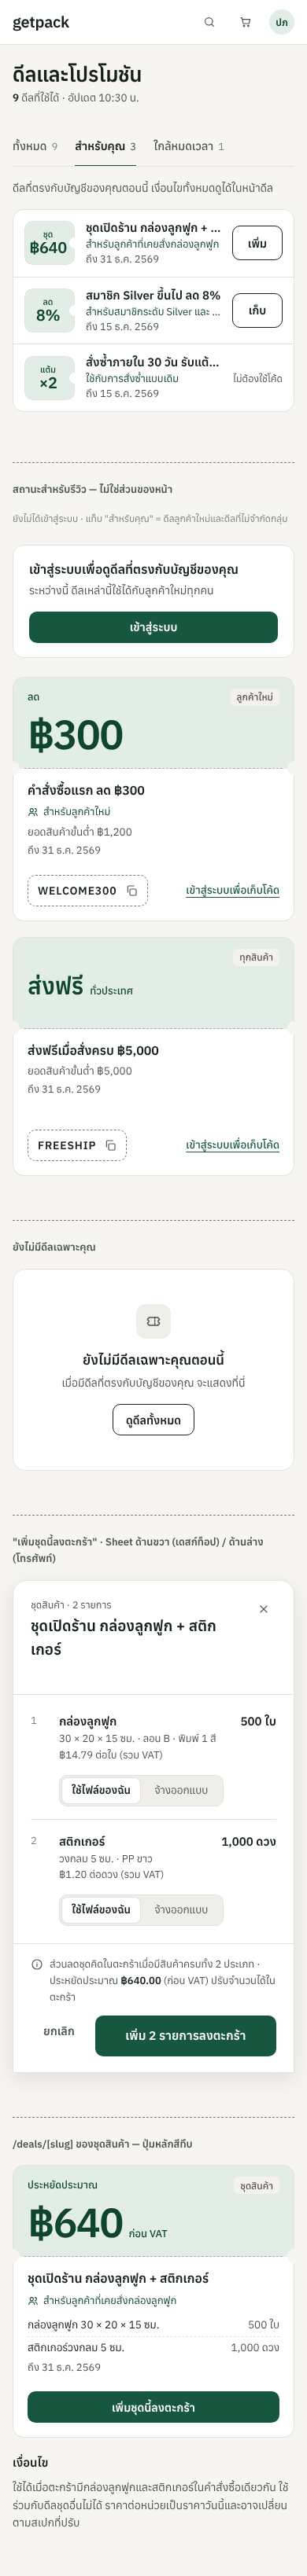 getpack
ปก
ดีลและโปรโมชัน
9 ดีลที่ใช้ได้ · อัปเดต 10:30 น.
ทั้งหมด 9 สำหรับคุณ 3 ใกล้หมดเวลา 1
ดีลที่ตรงกับบัญชีของคุณตอนนี้ เงื่อนไขทั้งหมดดูได้ในหน้าดีล
ชุด
฿640
ชุดเปิดร้าน กล่องลูกฟูก + ...
สำหรับลูกค้าที่เคยสั่งกล่องลูกฟูก
ถึง 31 ธ.ค. 2569
เพิ่ม
ลด
8%
สมาชิก Silver ขึ้นไป ลด 8%
สำหรับสมาชิกระดับ Silver และ ...
ถึง 15 ธ.ค. 2569
เก็บ
แต้ม
×2
สั่งซ้ำภายใน 30 วัน รับแต้...
ใช้กับการสั่งซ้ำแบบเดิม
ถึง 15 ธ.ค. 2569
ไม่ต้องใช้โค้ด
สถานะสำหรับรีวิว — ไม่ใช่ส่วนของหน้า
ยังไม่ได้เข้าสู่ระบบ · แท็บ "สำหรับคุณ" = ดีลลูกค้าใหม่และดีลที่ไม่จำกัดกลุ่ม
เข้าสู่ระบบเพื่อดูดีลที่ตรงกับบัญชีของคุณ
ระหว่างนี้ ดีลเหล่านี้ใช้ได้กับลูกค้าใหม่ทุกคน
เข้าสู่ระบบ
ลด
ลูกค้าใหม่
฿300
คำสั่งซื้อแรก ลด ฿300
สำหรับลูกค้าใหม่
ยอดสินค้าขั้นต่ำ ฿1,200
ถึง 31 ธ.ค. 2569
WELCOME300
เข้าสู่ระบบเพื่อเก็บโค้ด
ทุกสินค้า
ส่งฟรี ทั่วประเทศ
ส่งฟรีเมื่อสั่งครบ ฿5,000
ยอดสินค้าขั้นต่ำ ฿5,000
ถึง 31 ธ.ค. 2569
FREESHIP
เข้าสู่ระบบเพื่อเก็บโค้ด
ยังไม่มีดีลเฉพาะคุณ
ยังไม่มีดีลเฉพาะคุณตอนนี้
เมื่อมีดีลที่ตรงกับบัญชีของคุณ จะแสดงที่นี่
ดูดีลทั้งหมด
"เพิ่มชุดนี้ลงตะกร้า" · Sheet ด้านขวา (เดสก์ท็อป) / ด้านล่าง
(โทรศัพท์)
ชุดสินค้า · 2 รายการ
ชุดเปิดร้าน กล่องลูกฟูก + สติก
เกอร์
1 กล่องลูกฟูก 500 ใบ
30 × 20 × 15 ซม. · ลอน B · พิมพ์ 1 สี
฿14.79 ต่อใบ (รวม VAT)
ใช้ไฟล์ของฉัน จ้างออกแบบ
2 สติกเกอร์ 1,000 ดวง
วงกลม 5 ซม. · PP ขาว
฿1.20 ต่อดวง (รวม VAT)
ใช้ไฟล์ของฉัน จ้างออกแบบ
ส่วนลดชุดคิดในตะกร้าเมื่อมีสินค้าครบทั้ง 2 ประเภท ·
ประหยัดประมาณ ฿640.00 (ก่อน VAT) ปรับจำนวนได้ใน
ตะกร้า
ยกเลิก
เพิ่ม 2 รายการลงตะกร้า
/deals/[slug] ของชุดสินค้า — ปุ่มหลักสีทึบ
ประหยัดประมาณ
ชุดสินค้า
฿640 ก่อน VAT
ชุดเปิดร้าน กล่องลูกฟูก + สติกเกอร์
สำหรับลูกค้าที่เคยสั่งกล่องลูกฟูก
กล่องลูกฟูก 30 × 20 × 15 ซม. 500 ใบ
สติกเกอร์วงกลม 5 ซม. 1,000 ดวง
ถึง 31 ธ.ค. 2569
เพิ่มชุดนี้ลงตะกร้า
เงื่อนไข
ใช้ได้เมื่อตะกร้ามีกล่องลูกฟูกและสติกเกอร์ในคำสั่งซื้อเดียวกัน ใช้
ร่วมกับดีลชุดอื่นไม่ได้ ราคาต่อหน่วยเป็นราคาวันนี้และอาจเปลี่ยน
ตามสเปกที่ปรับ